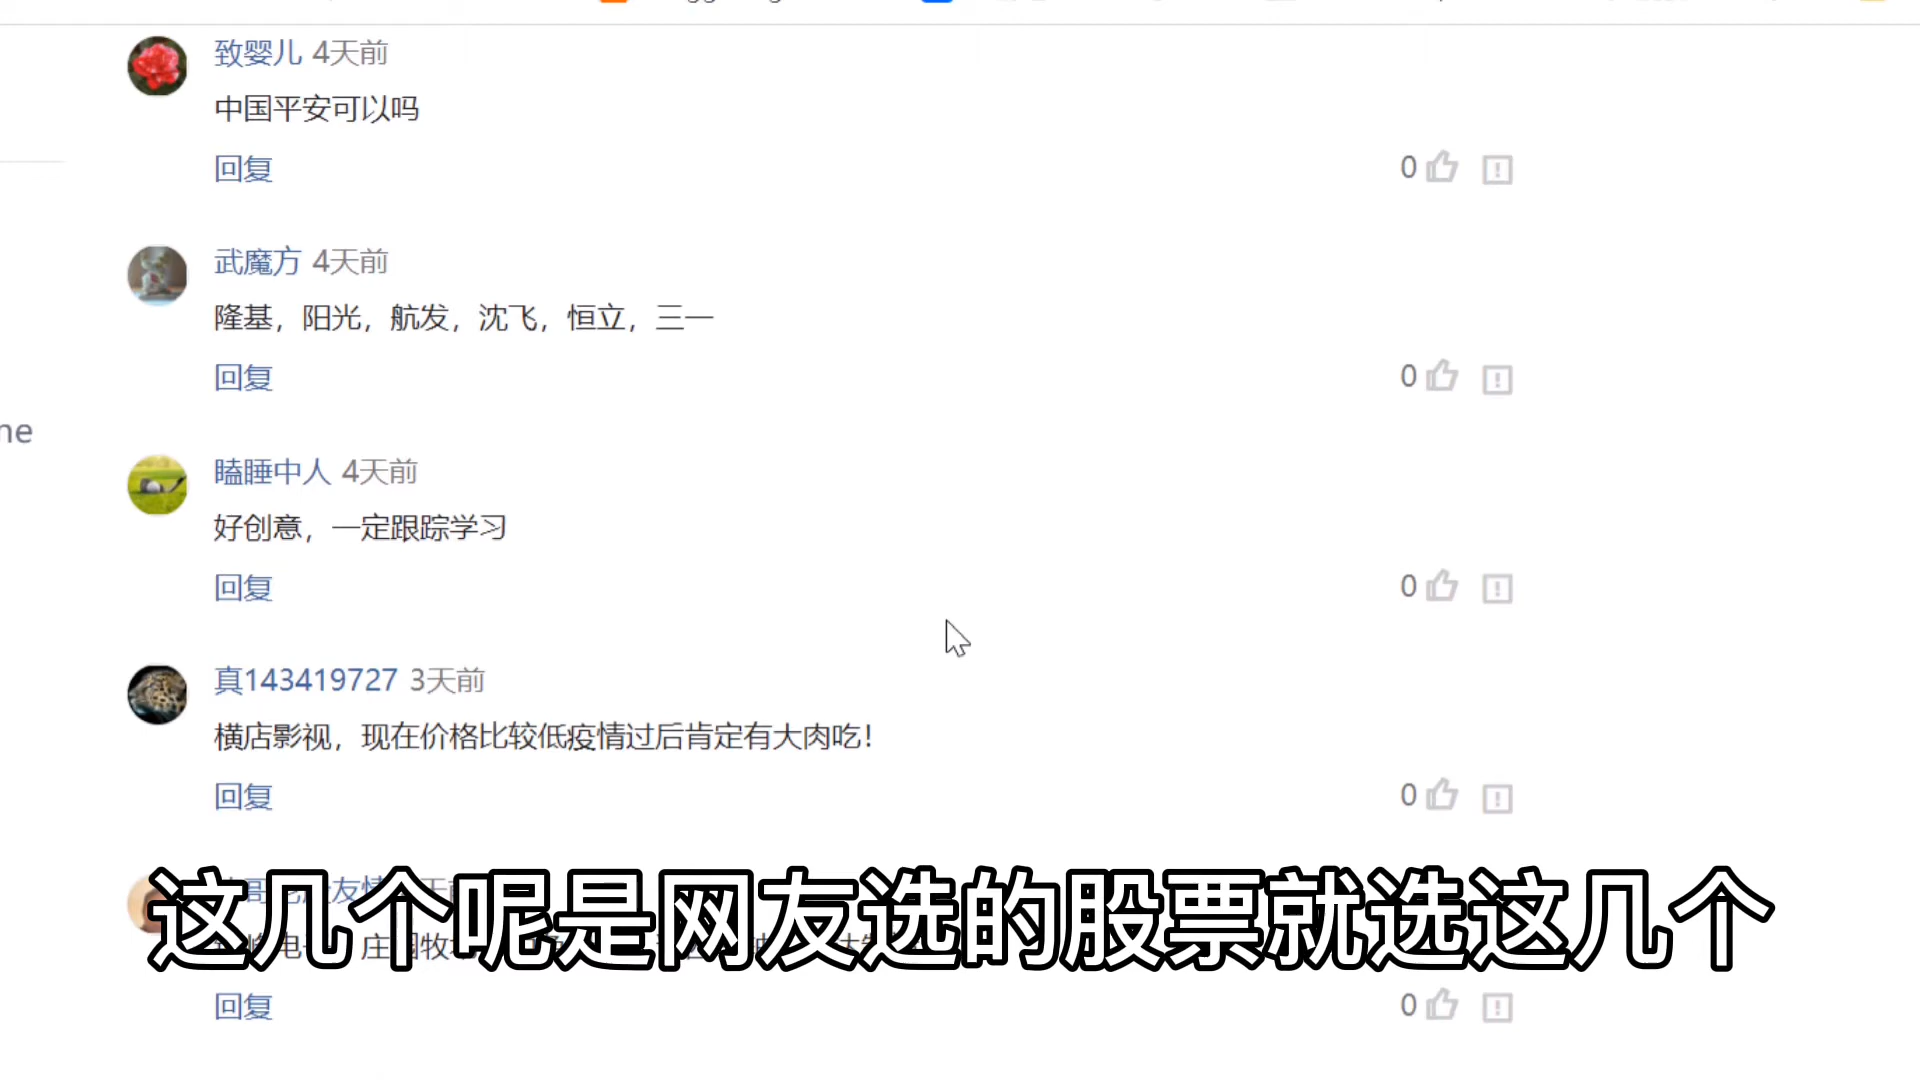 致婴儿 4天前
中国平安可以吗
回复
0
武魔方 4天前
隆基，阳光，航发，沈飞，恒立，三一
回复
0
ne
瞌睡中人 4天前
好创意，一定跟踪学习
回复
0
真143419727 3天前
横店影视，现在价格比较低疫情过后肯定有大肉吃！
回复
0
这几个呢是网友选的股票就选这几个
回复
0